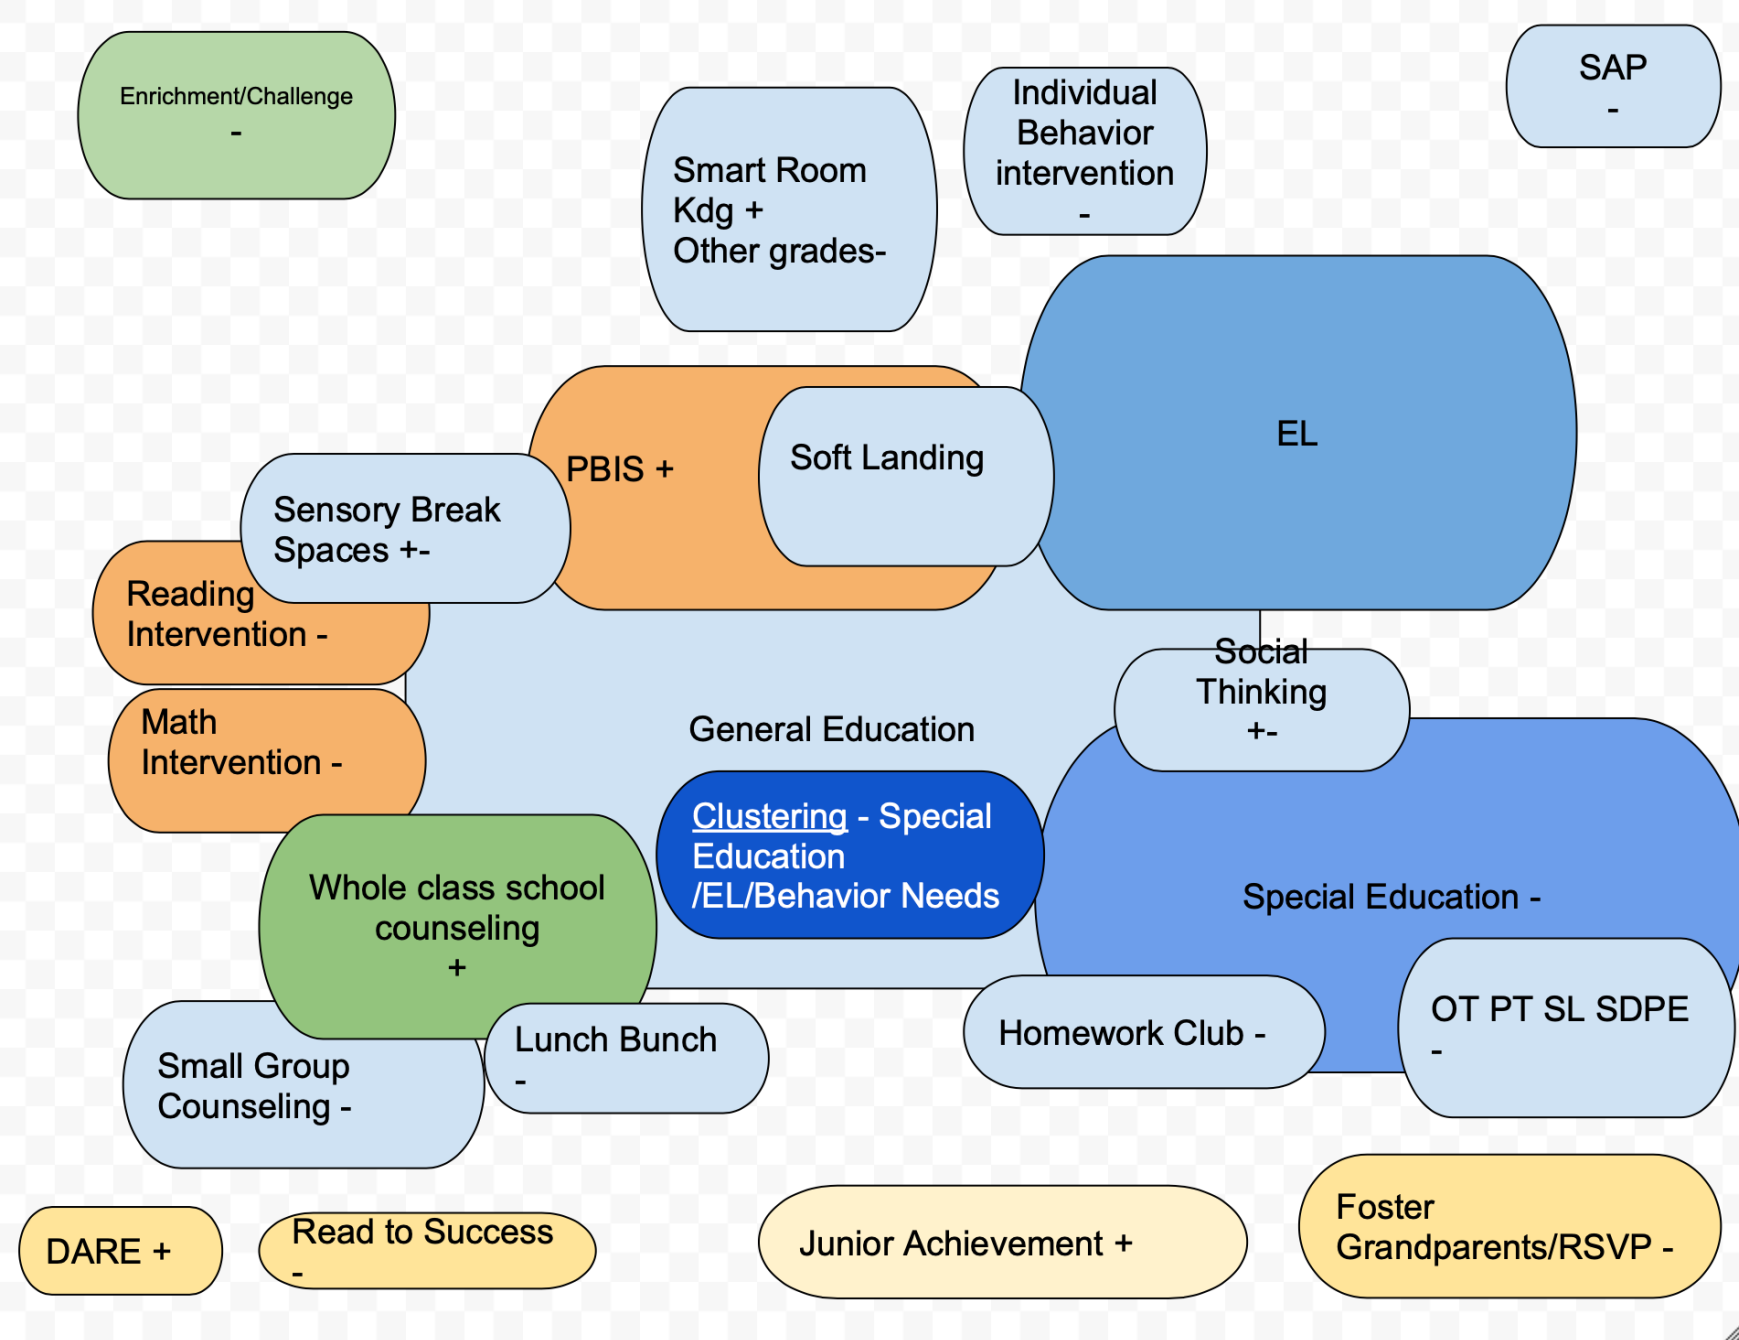 Enrichment/Challenge
-
Smart Room
Kdg +
Other grades-
Individual
Behavior
intervention
-
SAP
-
EL
PBIS +
Soft Landing
Sensory Break
Spaces +-
Reading
Intervention -
Math
Intervention -
General Education
Social
Thinking
+-
Clustering - Special
Education
/EL/Behavior Needs
Special Education -
Whole class school
counseling
+
Small Group
Counseling -
Lunch Bunch
-
Homework Club -
OT PT SL SDPE
-
DARE +
Read to Success
-
Junior Achievement +
Foster
Grandparents/RSVP -